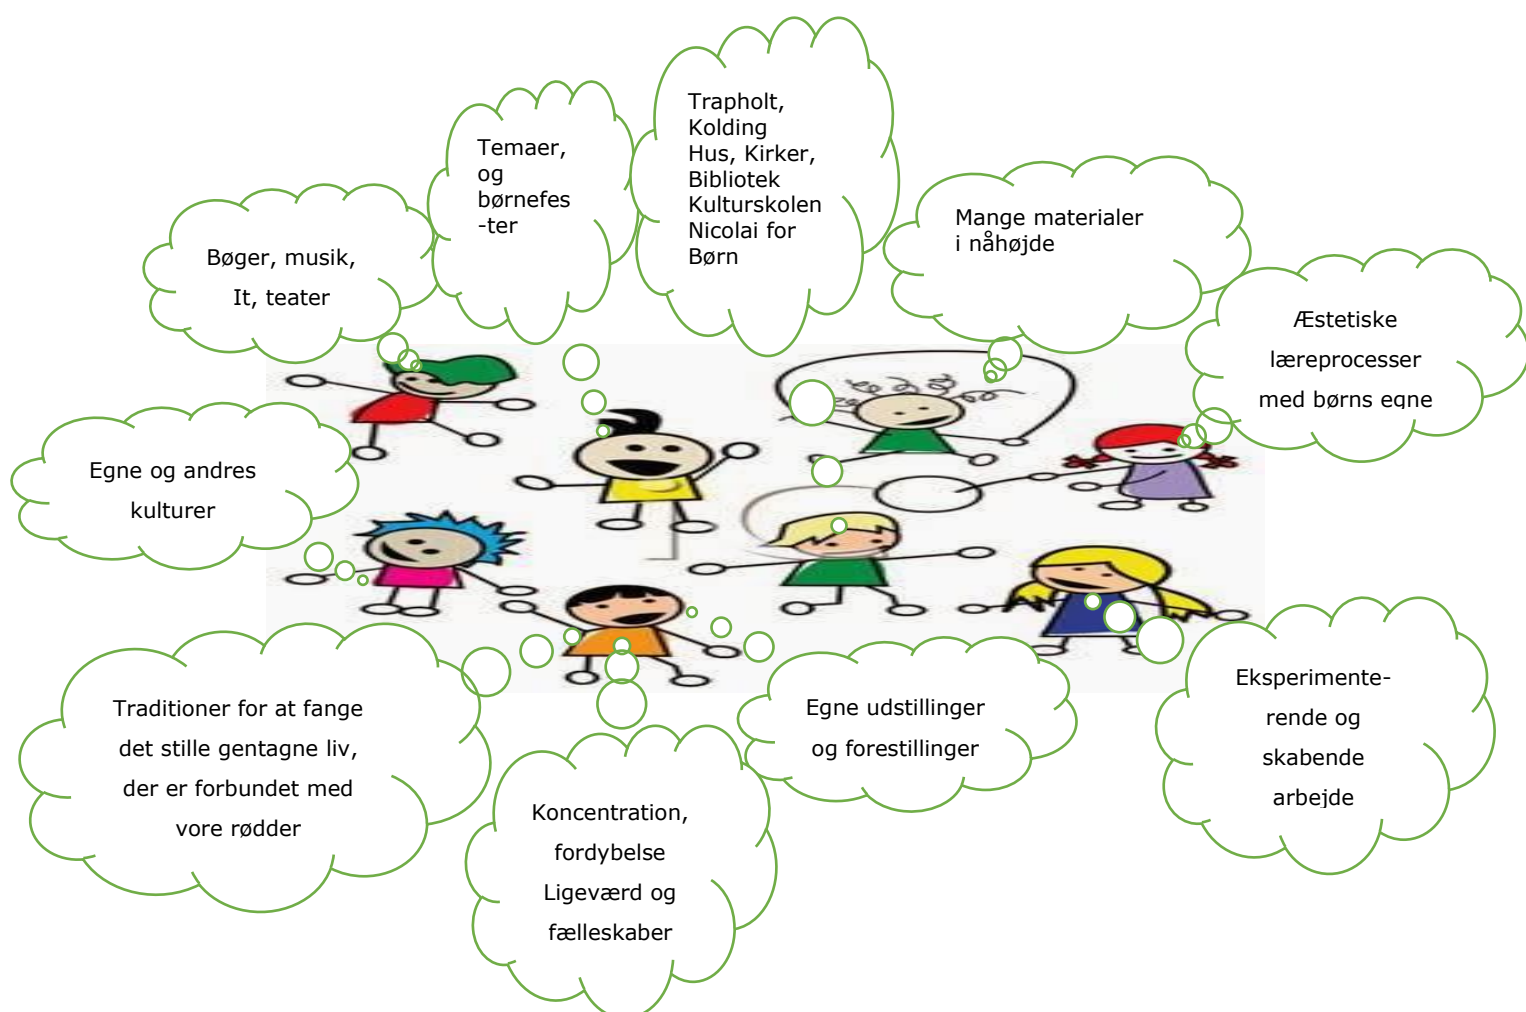 Trapholt,
Kolding
Hus, Kirker,
Bibliotek
Kulturskolen
Nicolai for
Børn
Temaer,
og
børnefes
-ter
Mange materialer
i nåhøjde
Bøger, musik,
It, teater
Æstetiske
læreprocesser
med børns egne
Egne og andres
kulturer
Traditioner for at fange
det stille gentagne liv,
der er forbundet med
vore rødder
Koncentration,
fordybelse
Ligeværd og
fælleskaber
Egne udstillinger
og forestillinger
Eksperimente-
rende og
skabende
arbejde